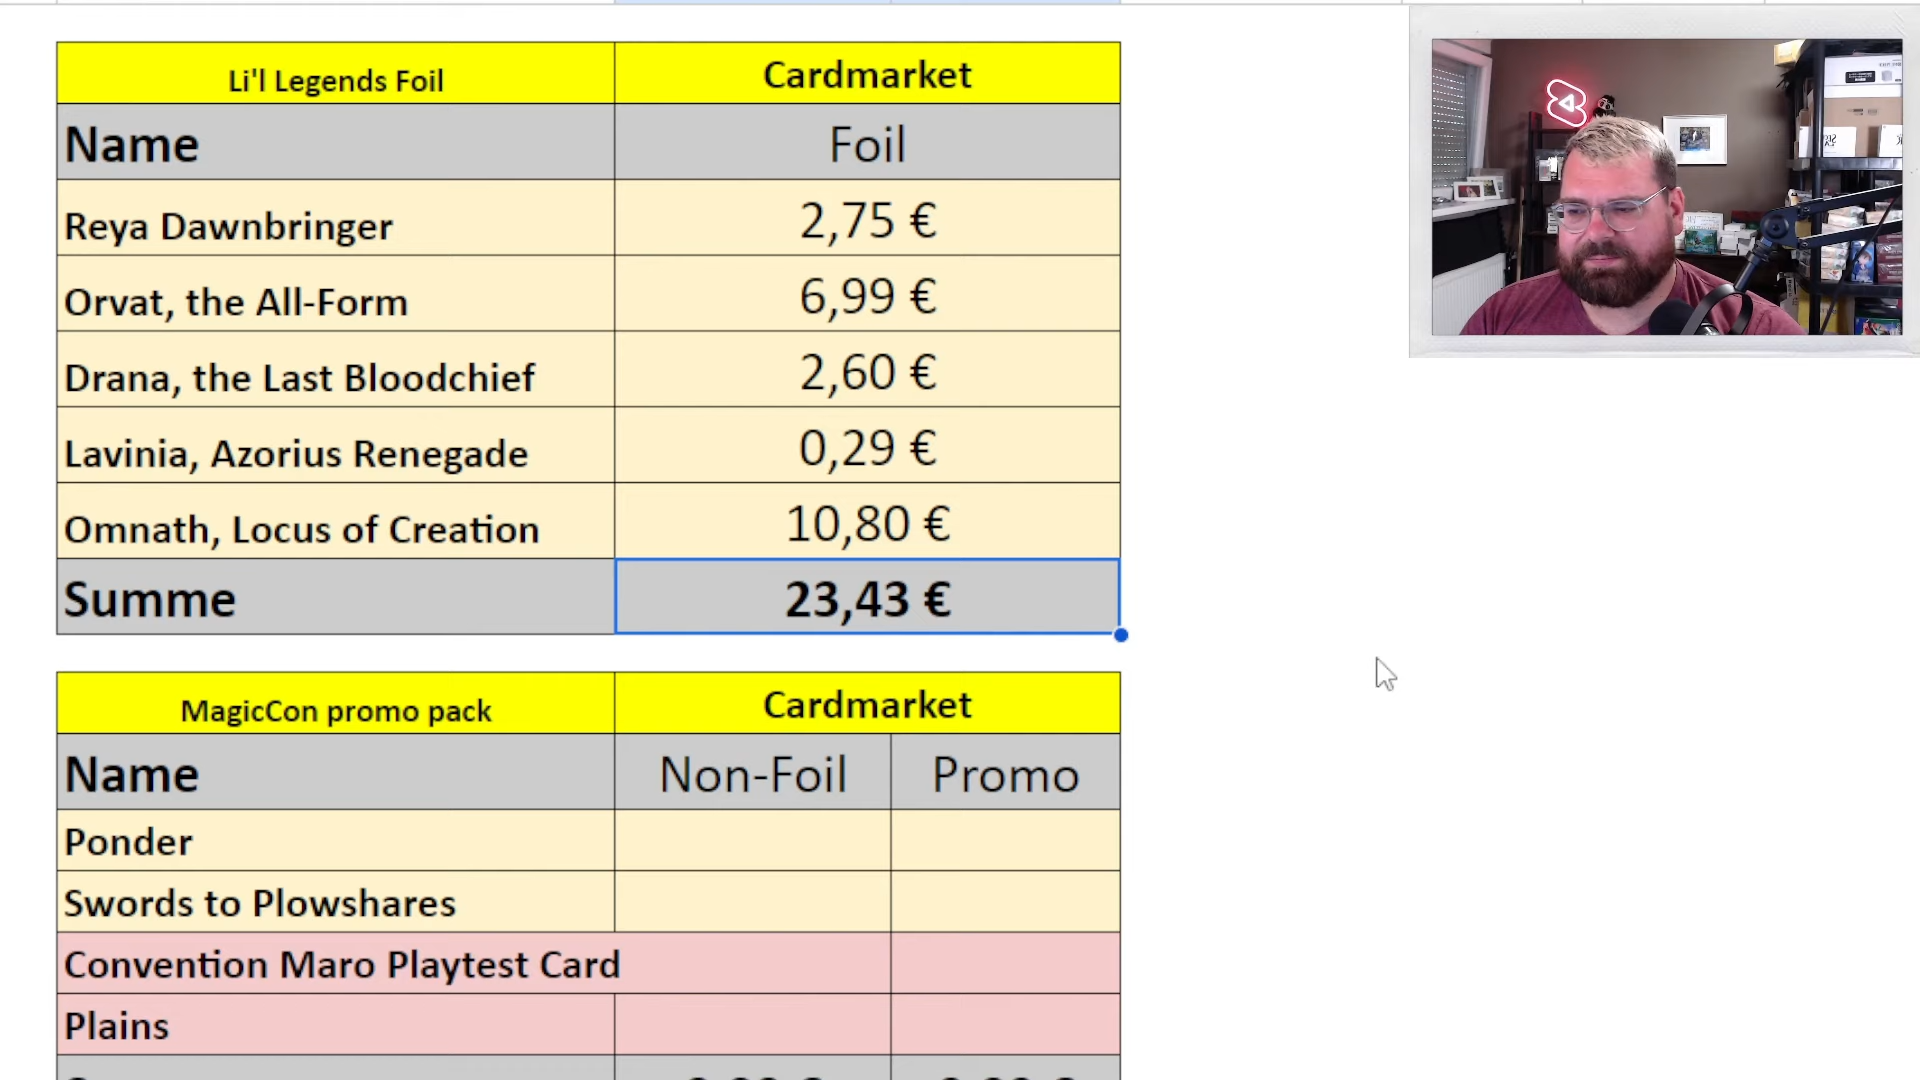 Li'l Legends Foil Cardmarket
Name Foil
Reya Dawnbringer 2,75 €
Orvat, the All-Form 6,99 €
Drana, the Last Bloodchief 2,60 €
Lavinia, Azorius Renegade 0,29 €
Omnath, Locus of Creation 10,80 €
Summe 23,43 €
MagicCon promo pack Cardmarket
Name Non-Foil Promo
Ponder
Swords to Plowshares
Convention Maro Playtest Card
Plains